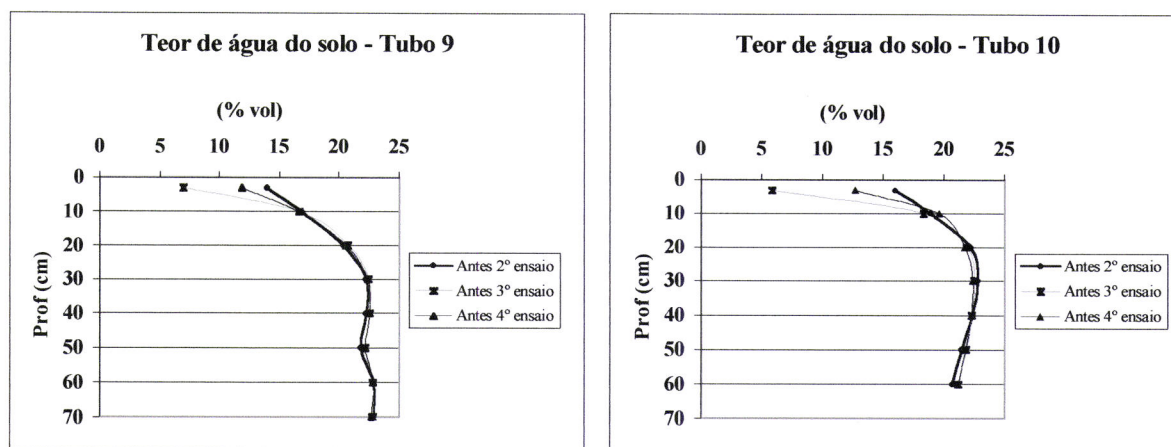 Teor de água do solo - Tubo 9
(% vol)
0 5 10 15 20 25
0
10
20
30
40
50
60
70
Prof (cm)
Antes 2º ensaio
Antes 3º ensaio
Antes 4º ensaio
Teor de água do solo - Tubo 10
(% vol)
0 5 10 15 20 25
0
10
20
30
40
50
60
70
Prof (cm)
Antes 2º ensaio
Antes 3º ensaio
Antes 4º ensaio